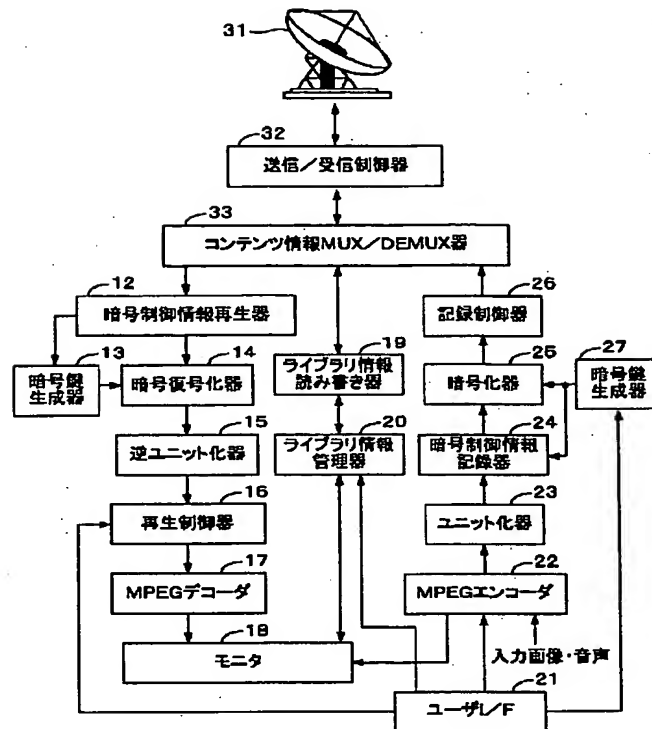 31
32
送信／受信制御器
33
コンテンツ情報MUX／DEMUX器
12
暗号制御情報再生器
26
記録制御器
13
暗号鍵
生成器
14
暗号復号化器
19
ライブラリ情報
読み書き器
25
暗号化器
27
暗号鍵
生成器
15
逆ユニット化器
20
ライブラリ情報
管理器
24
暗号制御情報
記録器
16
再生制御器
23
ユニット化器
17
MPEGデコーダ
22
MPEGエンコーダ
18
モニタ
入力画像・音声
21
ユーザI／F